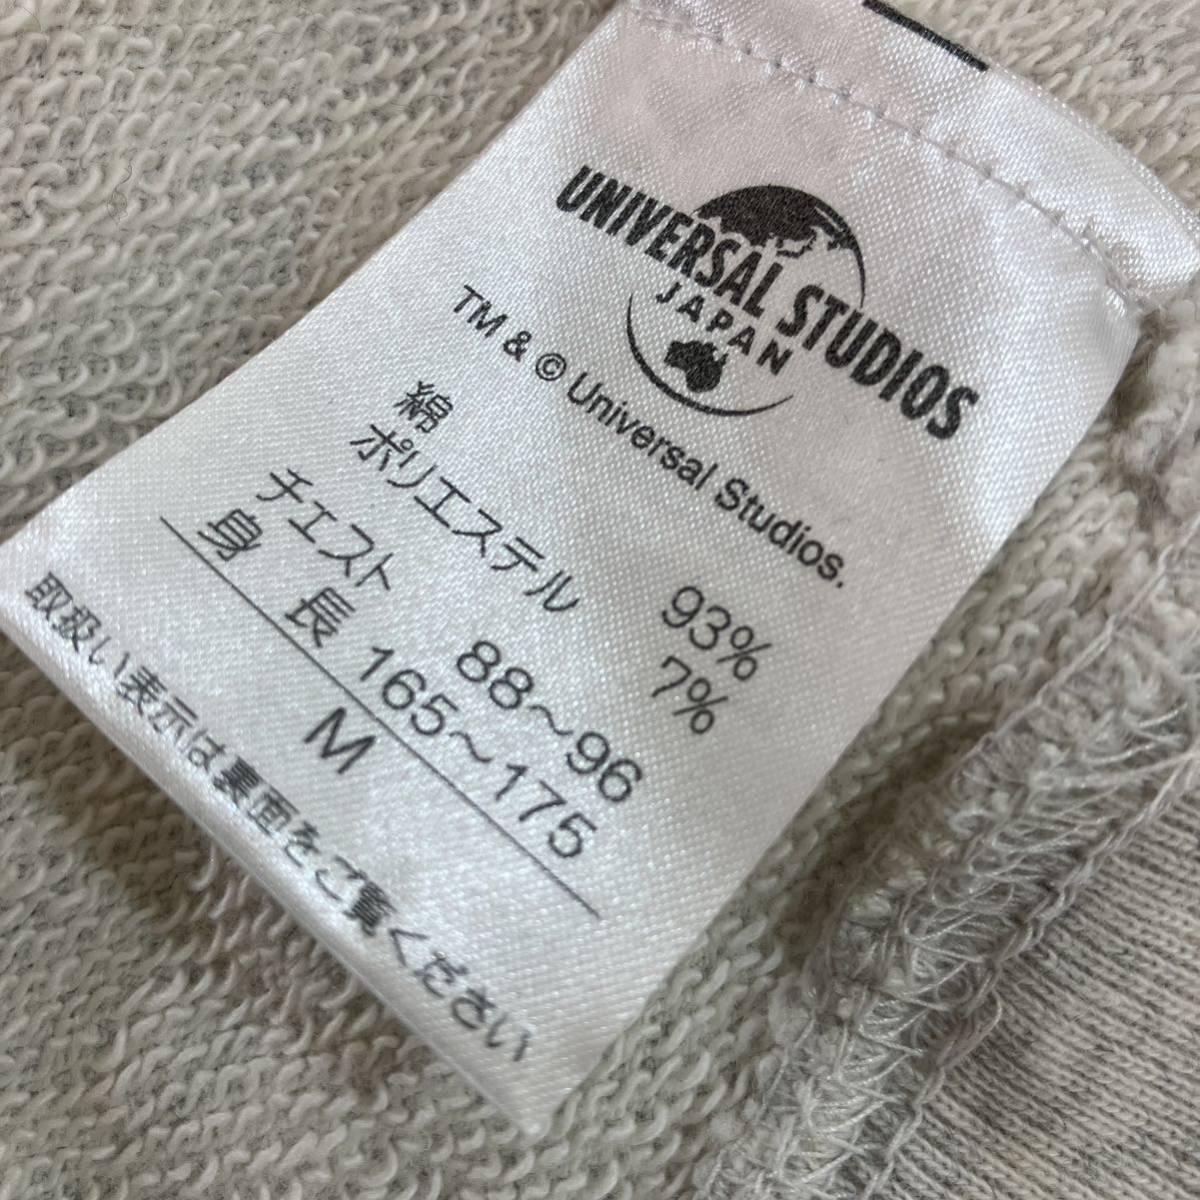 UNIVERSAL STUDIOS
JAPAN
TM & © Universal Studios.
綿 93%
ポリエステル 7%
チェスト 88～96
身 長 165～175
M
取扱い表示は裏面をご覧ください